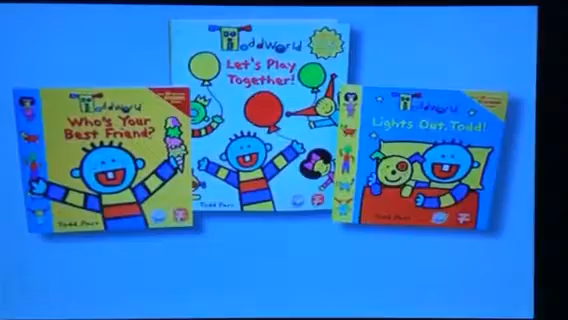 ToddWorld
Who's Your
Best Friend?
Todd Parr
ToddWorld
Let's Play
Together!
Todd Parr
ToddWorld
Lights Out, Todd!
Todd Parr